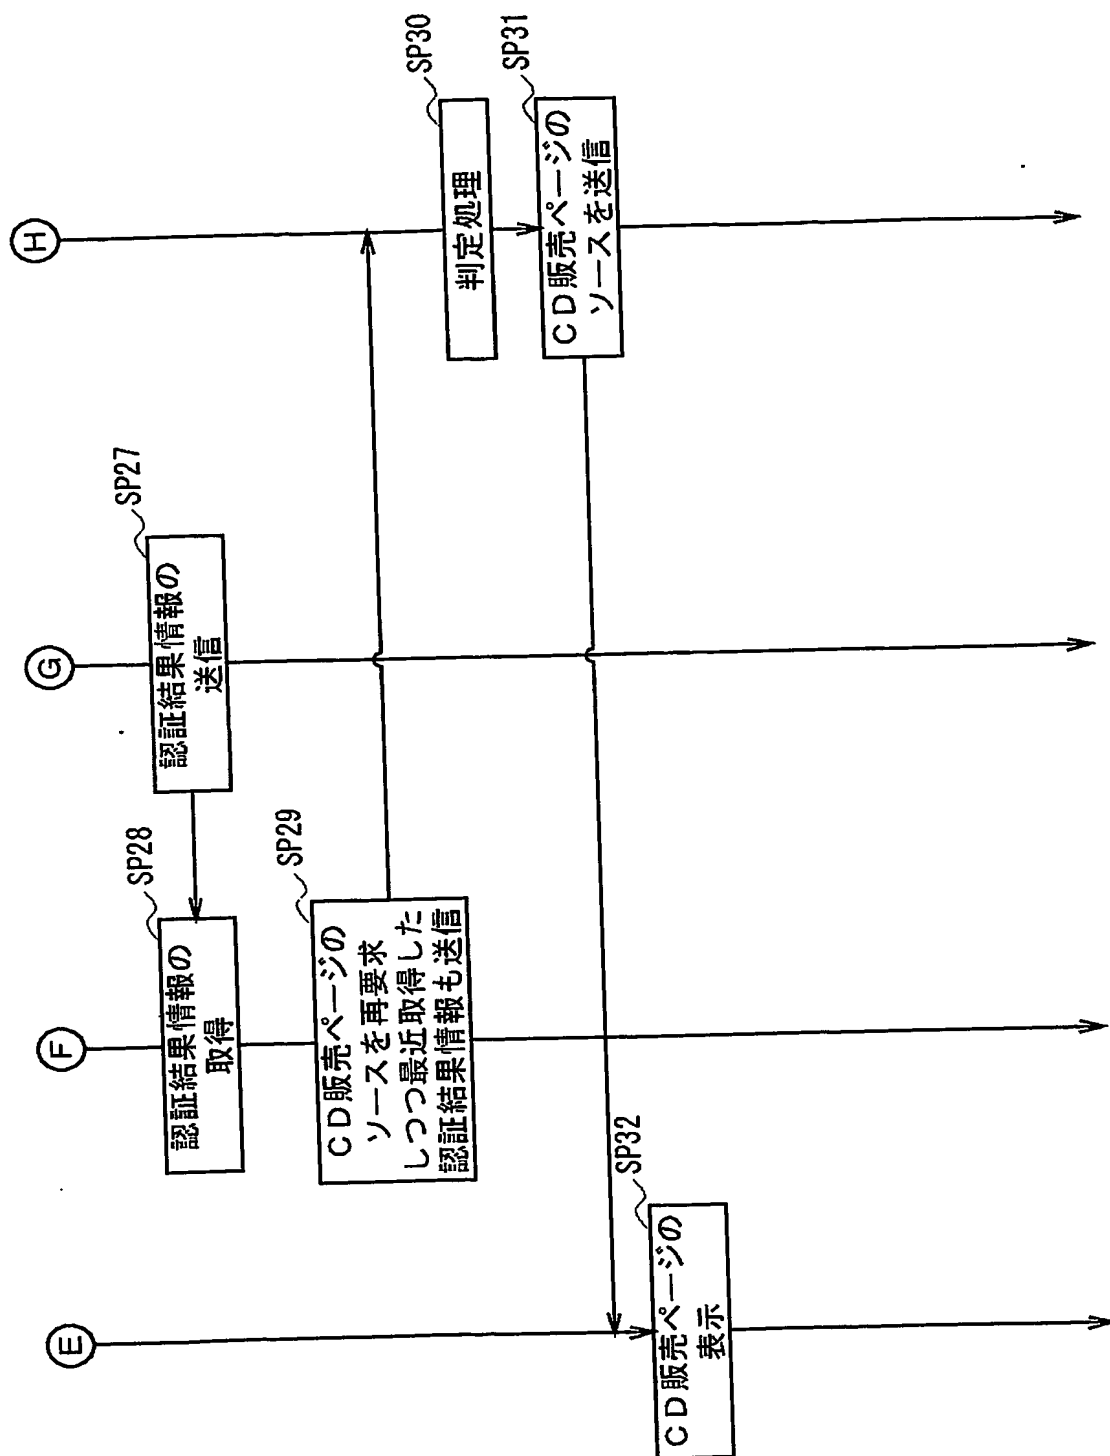 E
F
G
H
SP27
認証結果情報の
送信
SP28
認証結果情報の
取得
SP29
CD販売ページの
ソースを再要求
しつつ最近取得した
認証結果情報も送信
SP30
判定処理
SP31
CD販売ページの
ソースを送信
SP32
CD販売ページの
表示